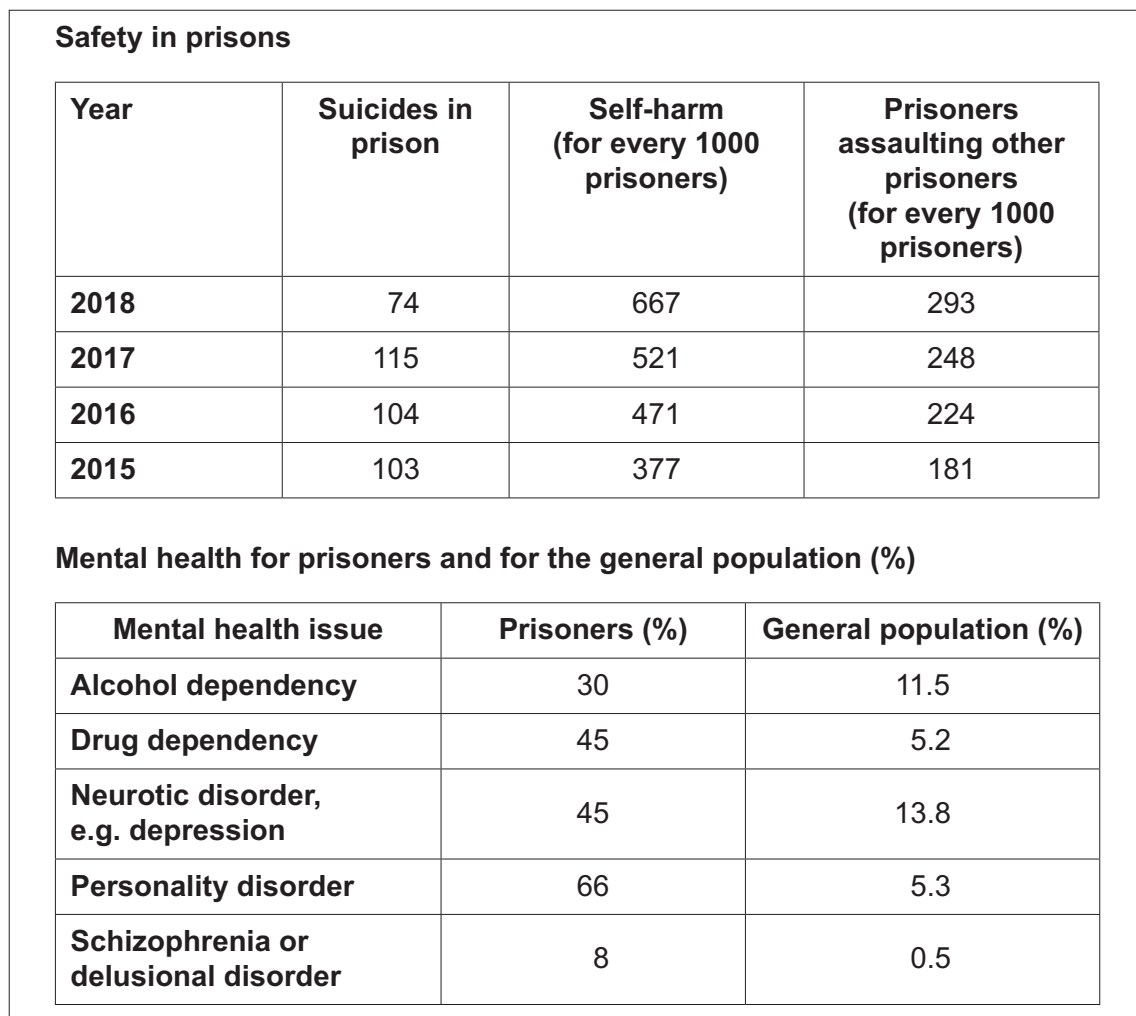 Safety in prisons
Year Suicides in Self-harm Prisoners
prison (for every 1000 assaulting other
prisoners) prisoners
(for every 1000
prisoners)
2018 74 667 293
2017 115 521 248
2016 104 471 224
2015 103 377 181
Mental health for prisoners and for the general population (%)
Mental health issue Prisoners (%) General population (%)
Alcohol dependency 30 11.5
Drug dependency 45 5.2
Neurotic disorder,
e.g. depression 45 13.8
Personality disorder 66 5.3
Schizophrenia or
delusional disorder 8 0.5